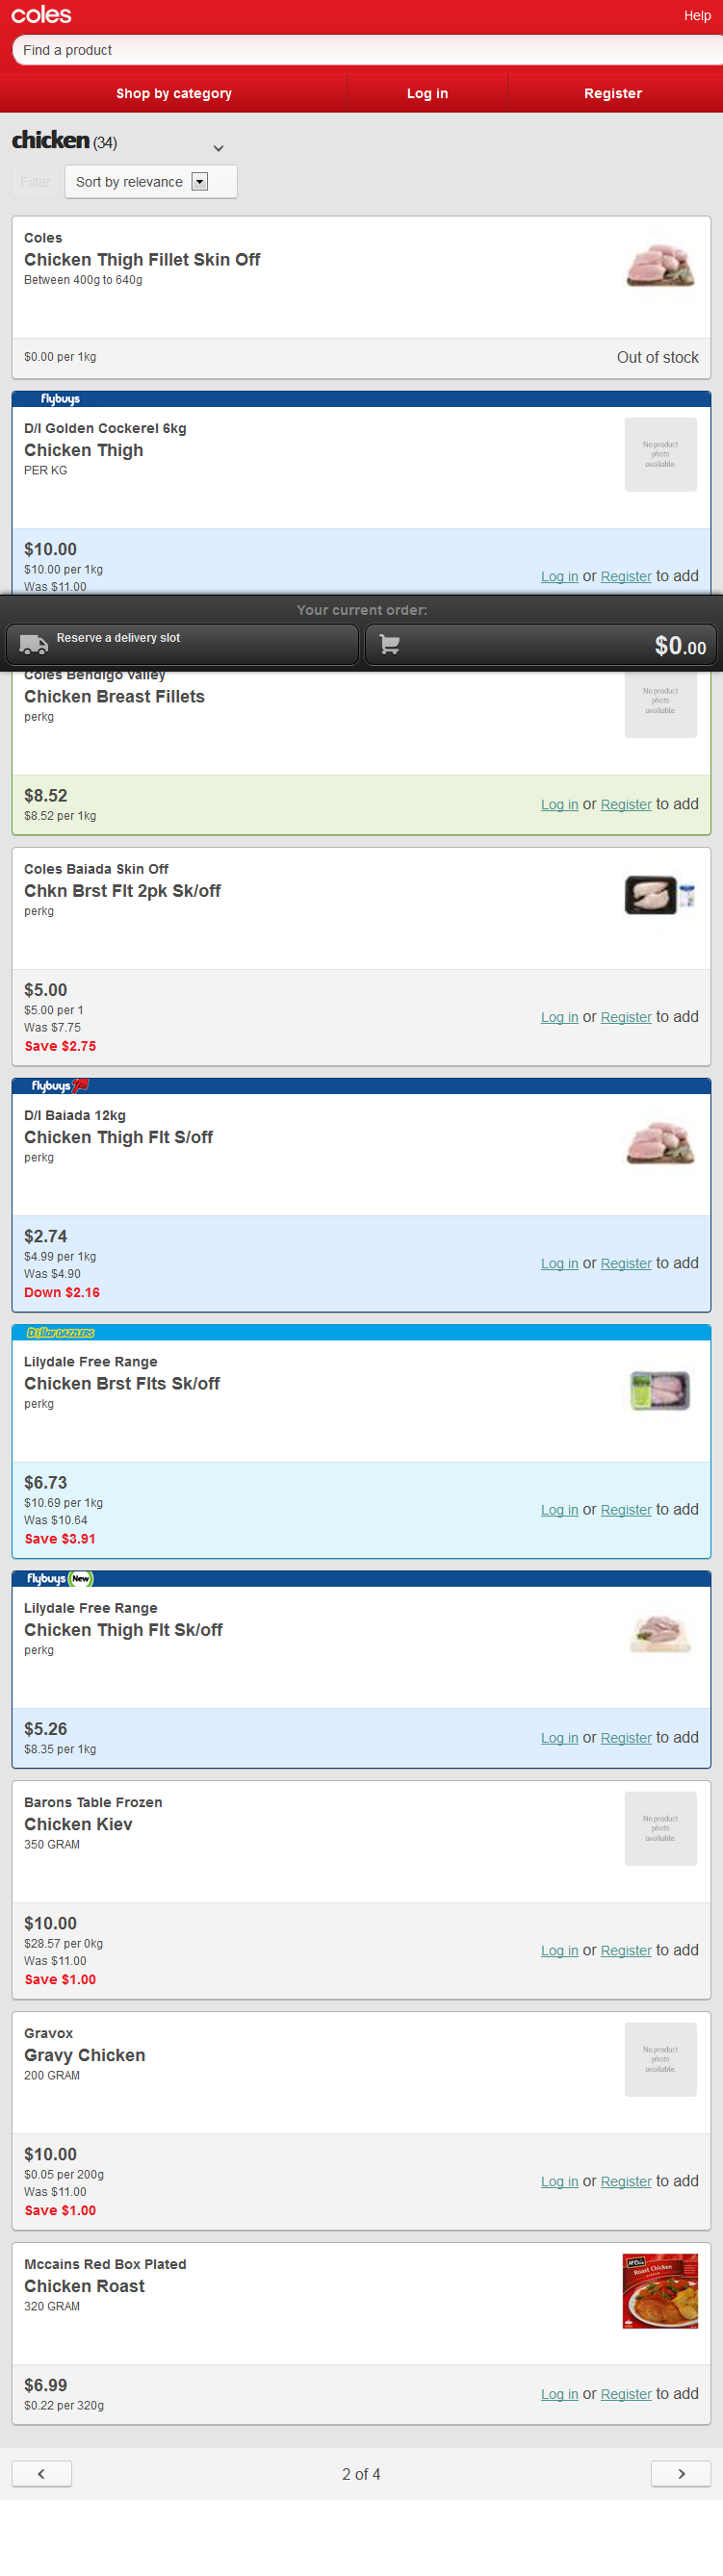 coles
Help
Find a product
Shop by category
Log in
Register
chicken (34)
Filter
Sort by relevance
Coles
Chicken Thigh Fillet Skin Off
Between 400g to 640g
$0.00 per 1kg
Out of stock
flybuys
D/I Golden Cockerel 6kg
Chicken Thigh
PER KG
No product
photo
available.
$10.00
$10.00 per 1kg
Was $11.00
Log in or Register to add
Your current order:
Reserve a delivery slot
$0.00
Coles Bendigo Valley
Chicken Breast Fillets
perkg
No product
photo
available.
$8.52
$8.52 per 1kg
Log in or Register to add
Coles Baiada Skin Off
Chkn Brst Flt 2pk Sk/off
perkg
$5.00
$5.00 per 1
Was $7.75
Save $2.75
Log in or Register to add
flybuys
D/I Baiada 12kg
Chicken Thigh Flt S/off
perkg
$2.74
$4.99 per 1kg
Was $4.90
Down $2.16
Log in or Register to add
Dollar DAZZLERS
Lilydale Free Range
Chicken Brst Flts Sk/off
perkg
$6.73
$10.69 per 1kg
Was $10.64
Save $3.91
Log in or Register to add
flybuys New
Lilydale Free Range
Chicken Thigh Flt Sk/off
perkg
$5.26
$8.35 per 1kg
Log in or Register to add
Barons Table Frozen
Chicken Kiev
350 GRAM
No product
photo
available.
$10.00
$28.57 per 0kg
Was $11.00
Save $1.00
Log in or Register to add
Gravox
Gravy Chicken
200 GRAM
No product
photo
available.
$10.00
$0.05 per 200g
Was $11.00
Save $1.00
Log in or Register to add
Mccains Red Box Plated
Chicken Roast
320 GRAM
Roast Chicken
$6.99
$0.22 per 320g
Log in or Register to add
2 of 4